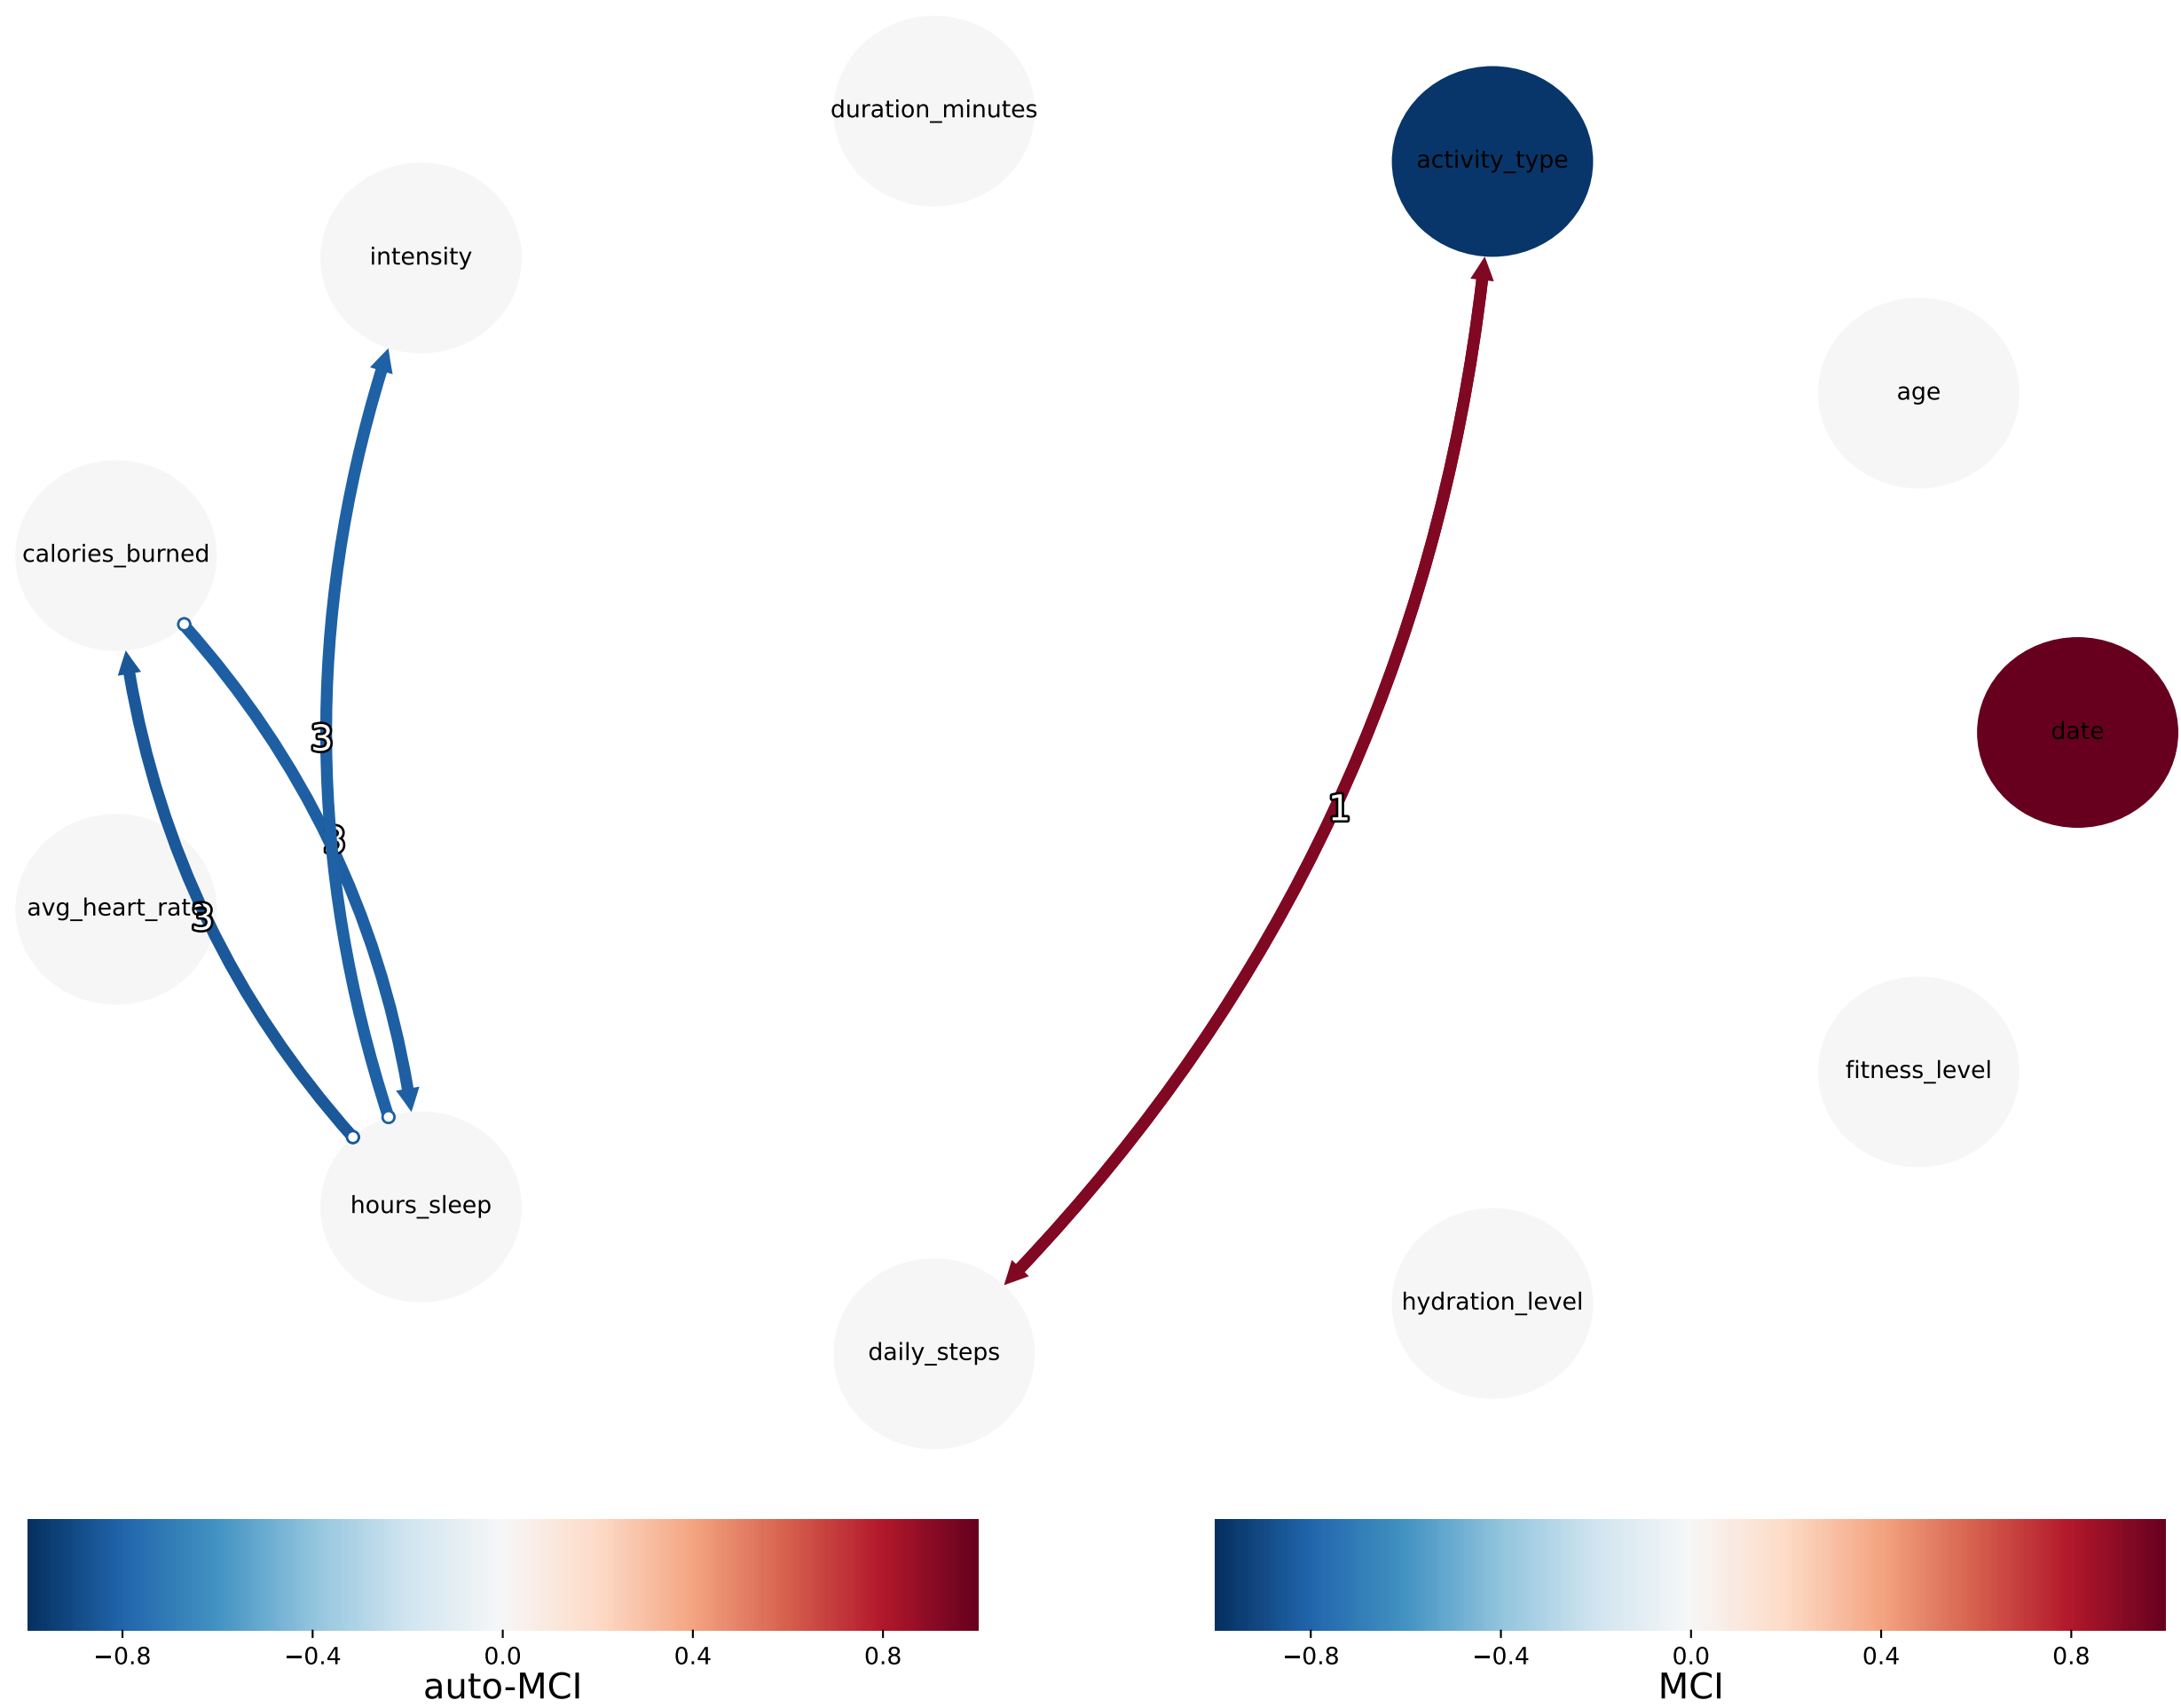 duration_minutes
activity_type
intensity
age
calories_burned
date
3
1
3
avg_heart_rate
3
fitness_level
hours_sleep
hydration_level
daily_steps
−0.8 −0.4 0.0 0.4 0.8
auto-MCI
−0.8 −0.4 0.0 0.4 0.8
MCI